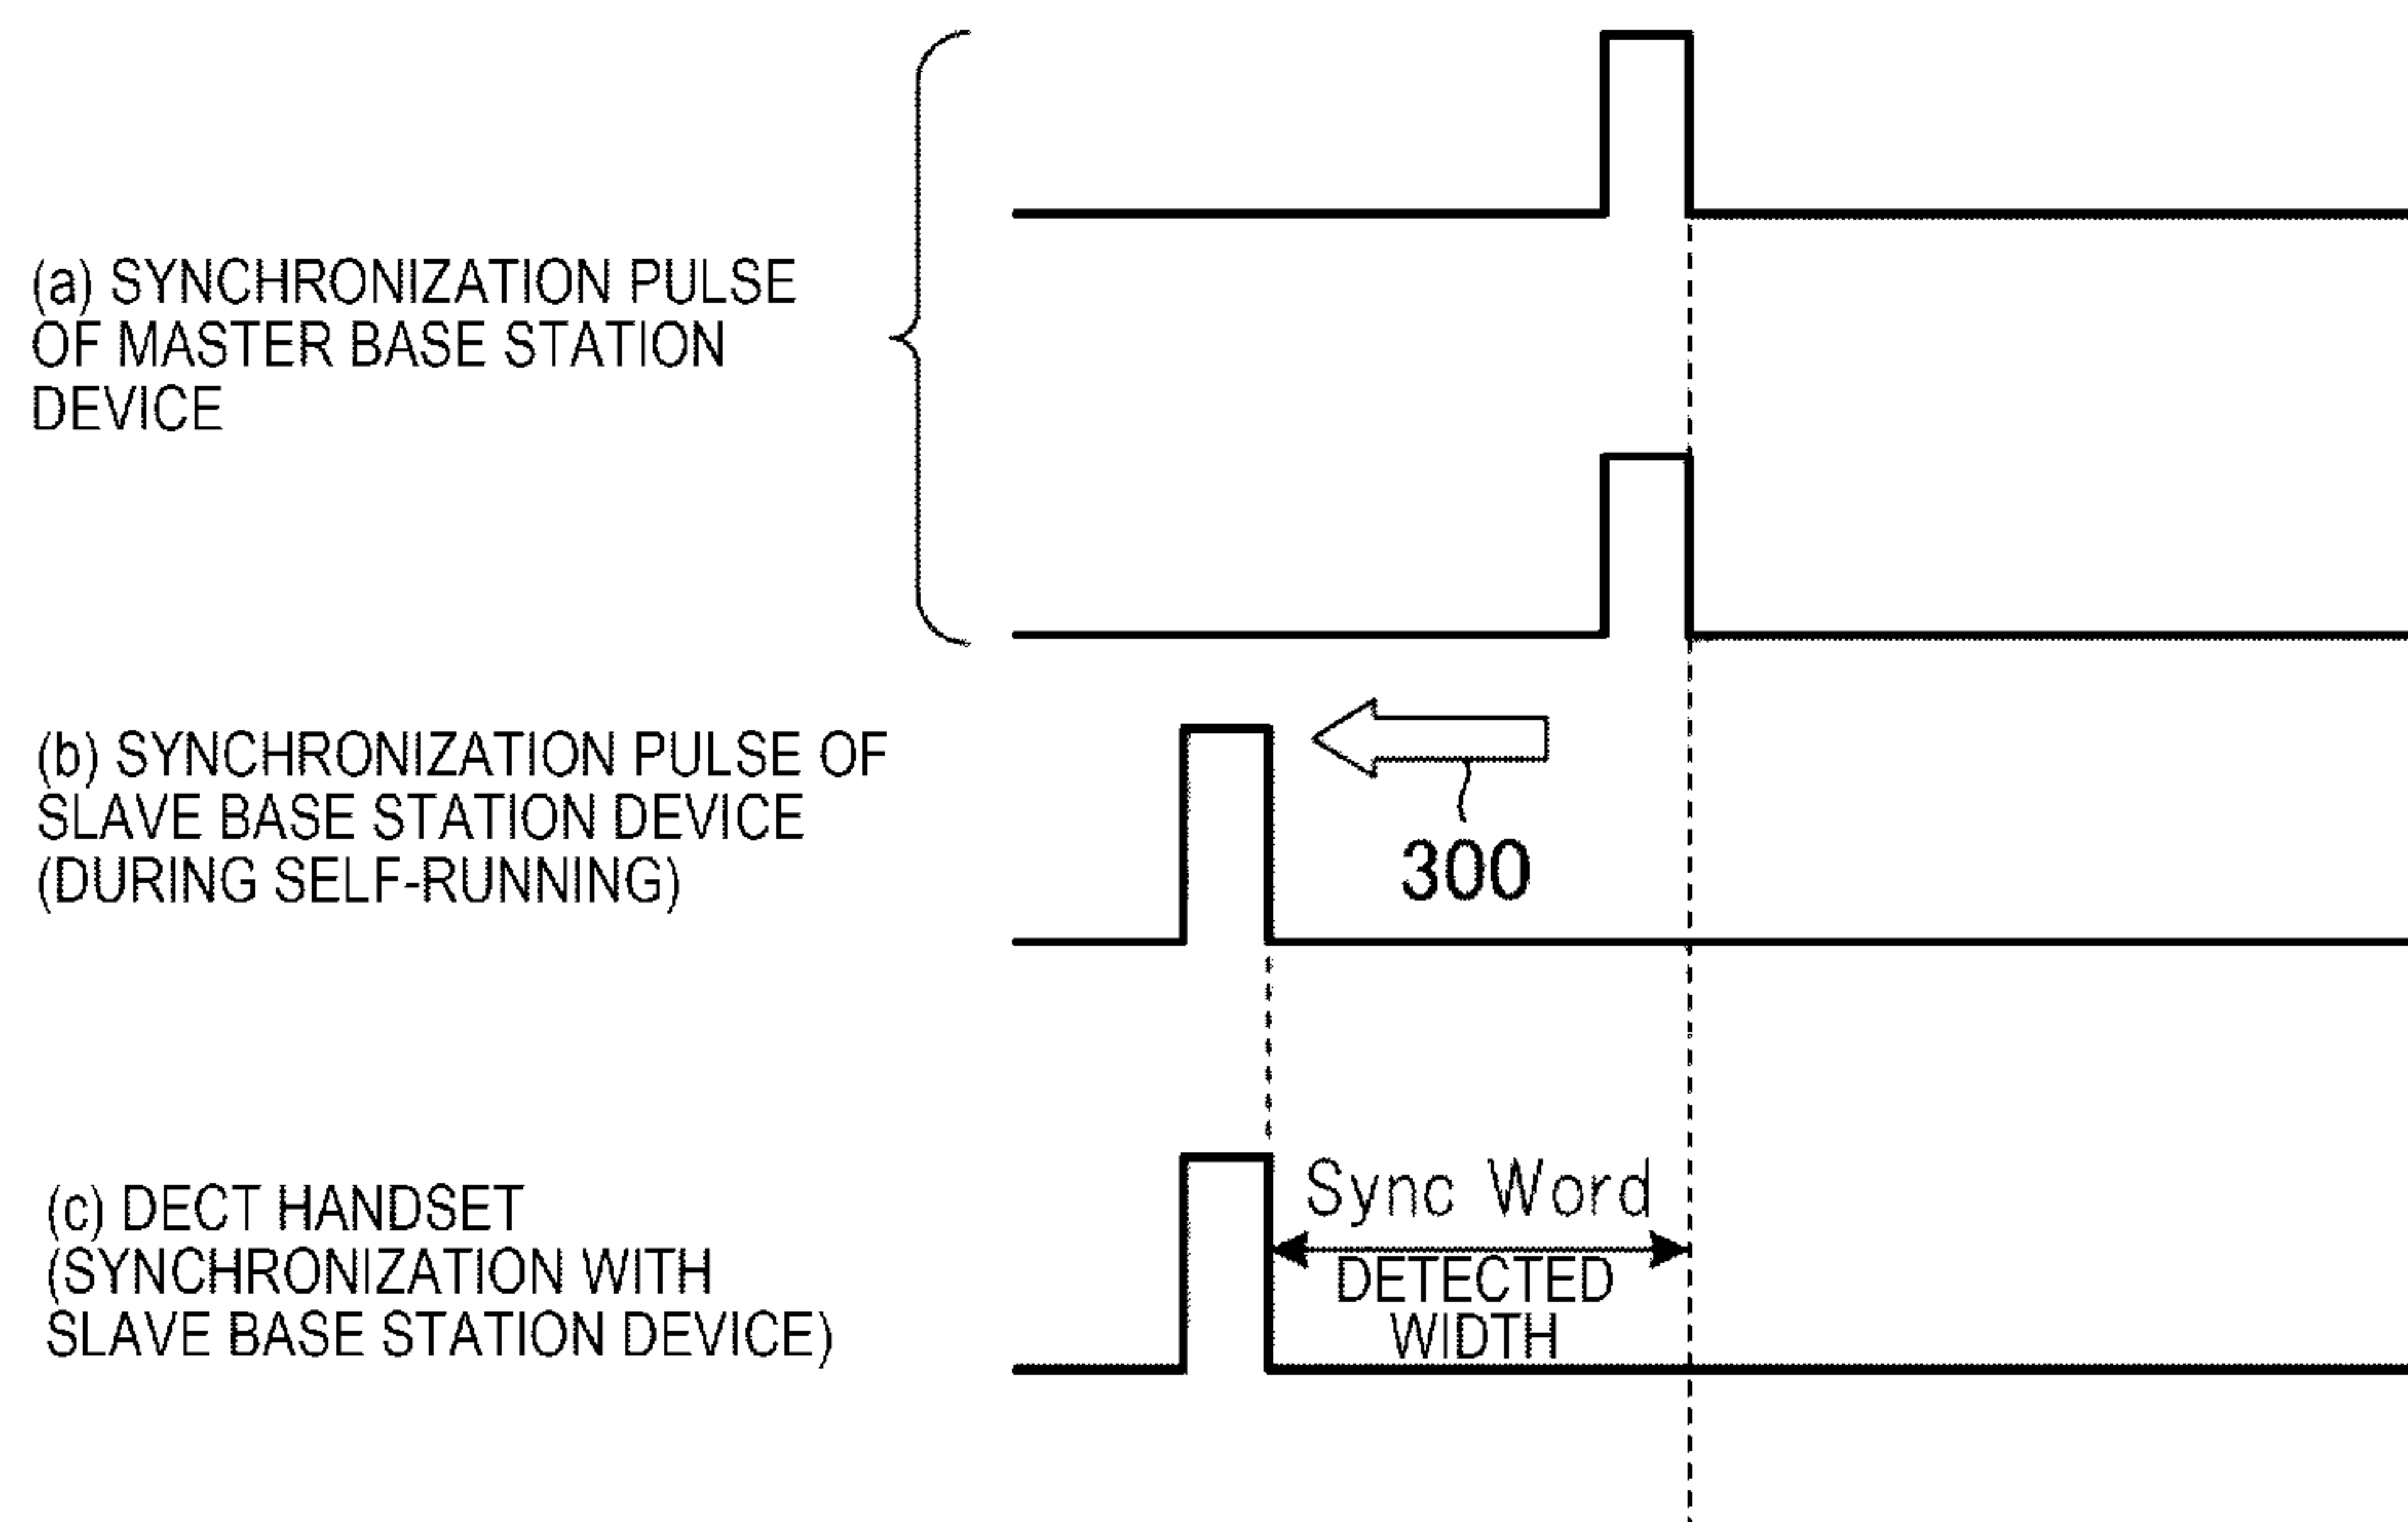 (a) SYNCHRONIZATION PULSE
OF MASTER BASE STATION
DEVICE
(b) SYNCHRONIZATION PULSE OF
SLAVE BASE STATION DEVICE
(DURING SELF-RUNNING)
300
(c) DECT HANDSET
(SYNCHRONIZATION WITH
SLAVE BASE STATION DEVICE)
Sync Word
DETECTED
WIDTH